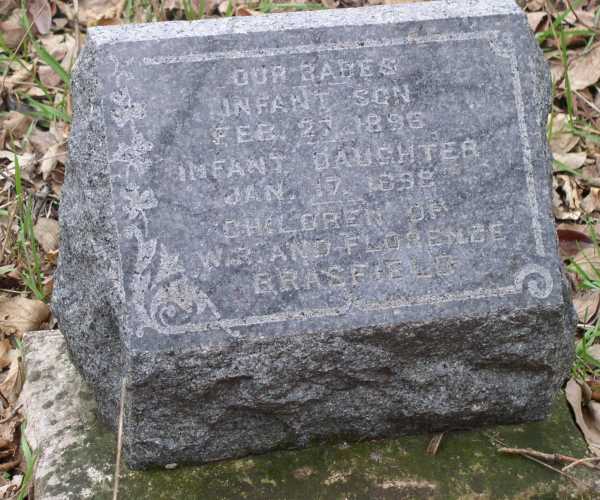 OUR BABES
INFANT SON
FEB. 27, 1896
INFANT DAUGHTER
JAN. 17, 1898
CHILDREN OF
W.R. AND FLORENCE
BRASFIELD